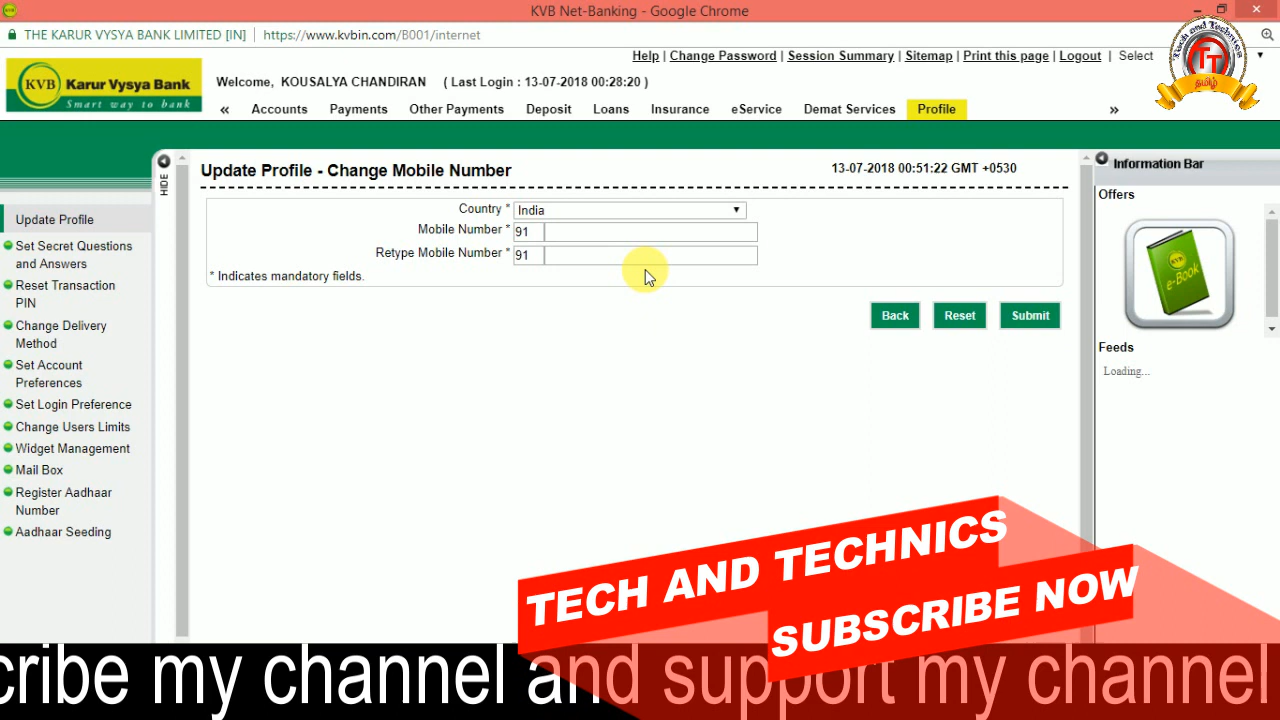 KVB Net-Banking - Google Chrome
THE KARUR VYSYA BANK LIMITED [IN] | https://www.kvbin.com/B001/internet
Help | Change Password | Session Summary | Sitemap | Print this page | Logout | Select
Tech and Technics
TT
தமிழ்
KVB Karur Vysya Bank
Smart way to bank
Welcome, KOUSALYA CHANDIRAN ( Last Login : 13-07-2018 00:28:20 )
« Accounts Payments Other Payments Deposit Loans Insurance eService Demat Services Profile »
HIDE
Update Profile - Change Mobile Number 13-07-2018 00:51:22 GMT +0530
Country * India
Mobile Number * 91
Retype Mobile Number * 91
* Indicates mandatory fields.
Back Reset Submit
Update Profile
Set Secret Questions
and Answers
Reset Transaction
PIN
Change Delivery
Method
Set Account
Preferences
Set Login Preference
Change Users Limits
Widget Management
Mail Box
Register Aadhaar
Number
Aadhaar Seeding
Information Bar
Offers
KVB
e-Book
Feeds
Loading...
TECH AND TECHNICS
SUBSCRIBE NOW
cribe my channel and support my channel